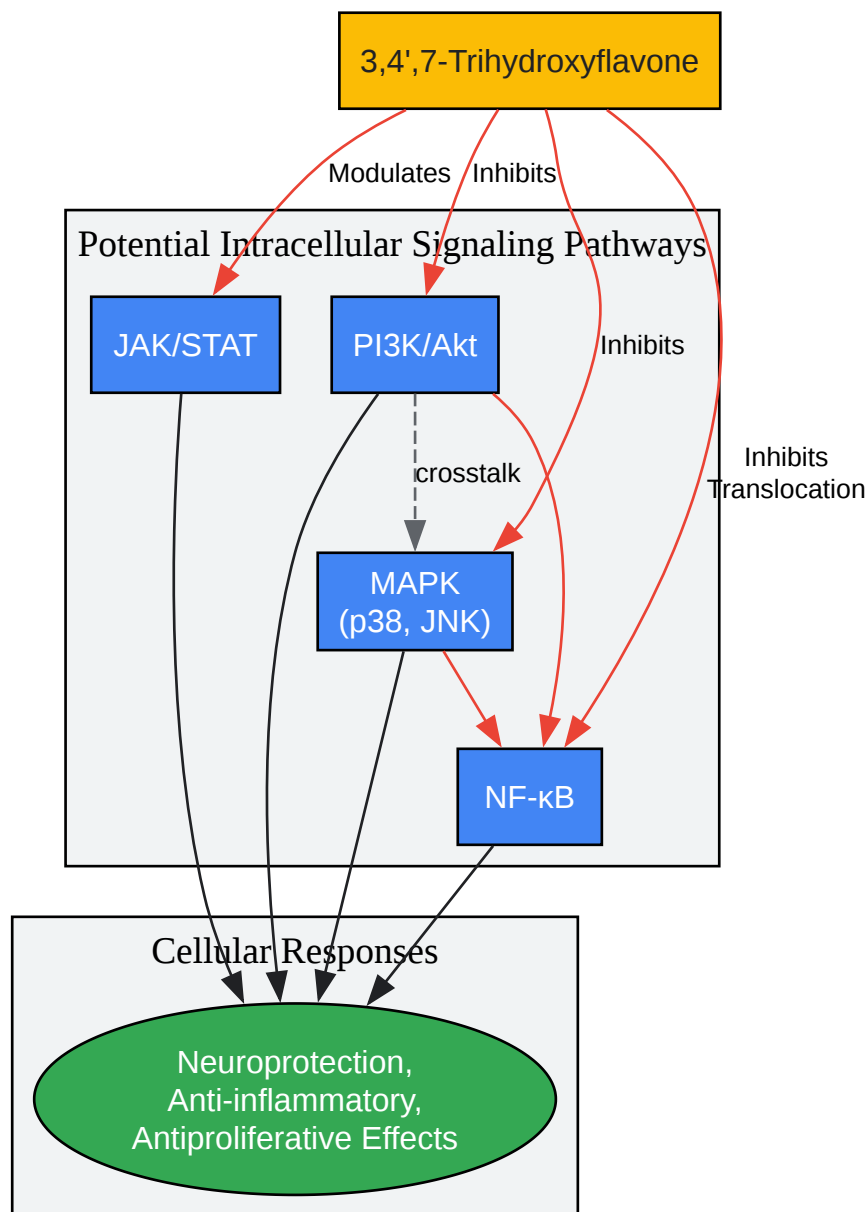 3,4',7-Trihydroxyflavone
Modulates
Inhibits
Potential Intracellular Signaling Pathways
JAK/STAT
PI3K/Akt
Inhibits
Inhibits
Translocation
crosstalk
MAPK
(p38, JNK)
NF-κB
Cellular Responses
Neuroprotection,
Anti-inflammatory,
Antiproliferative Effects